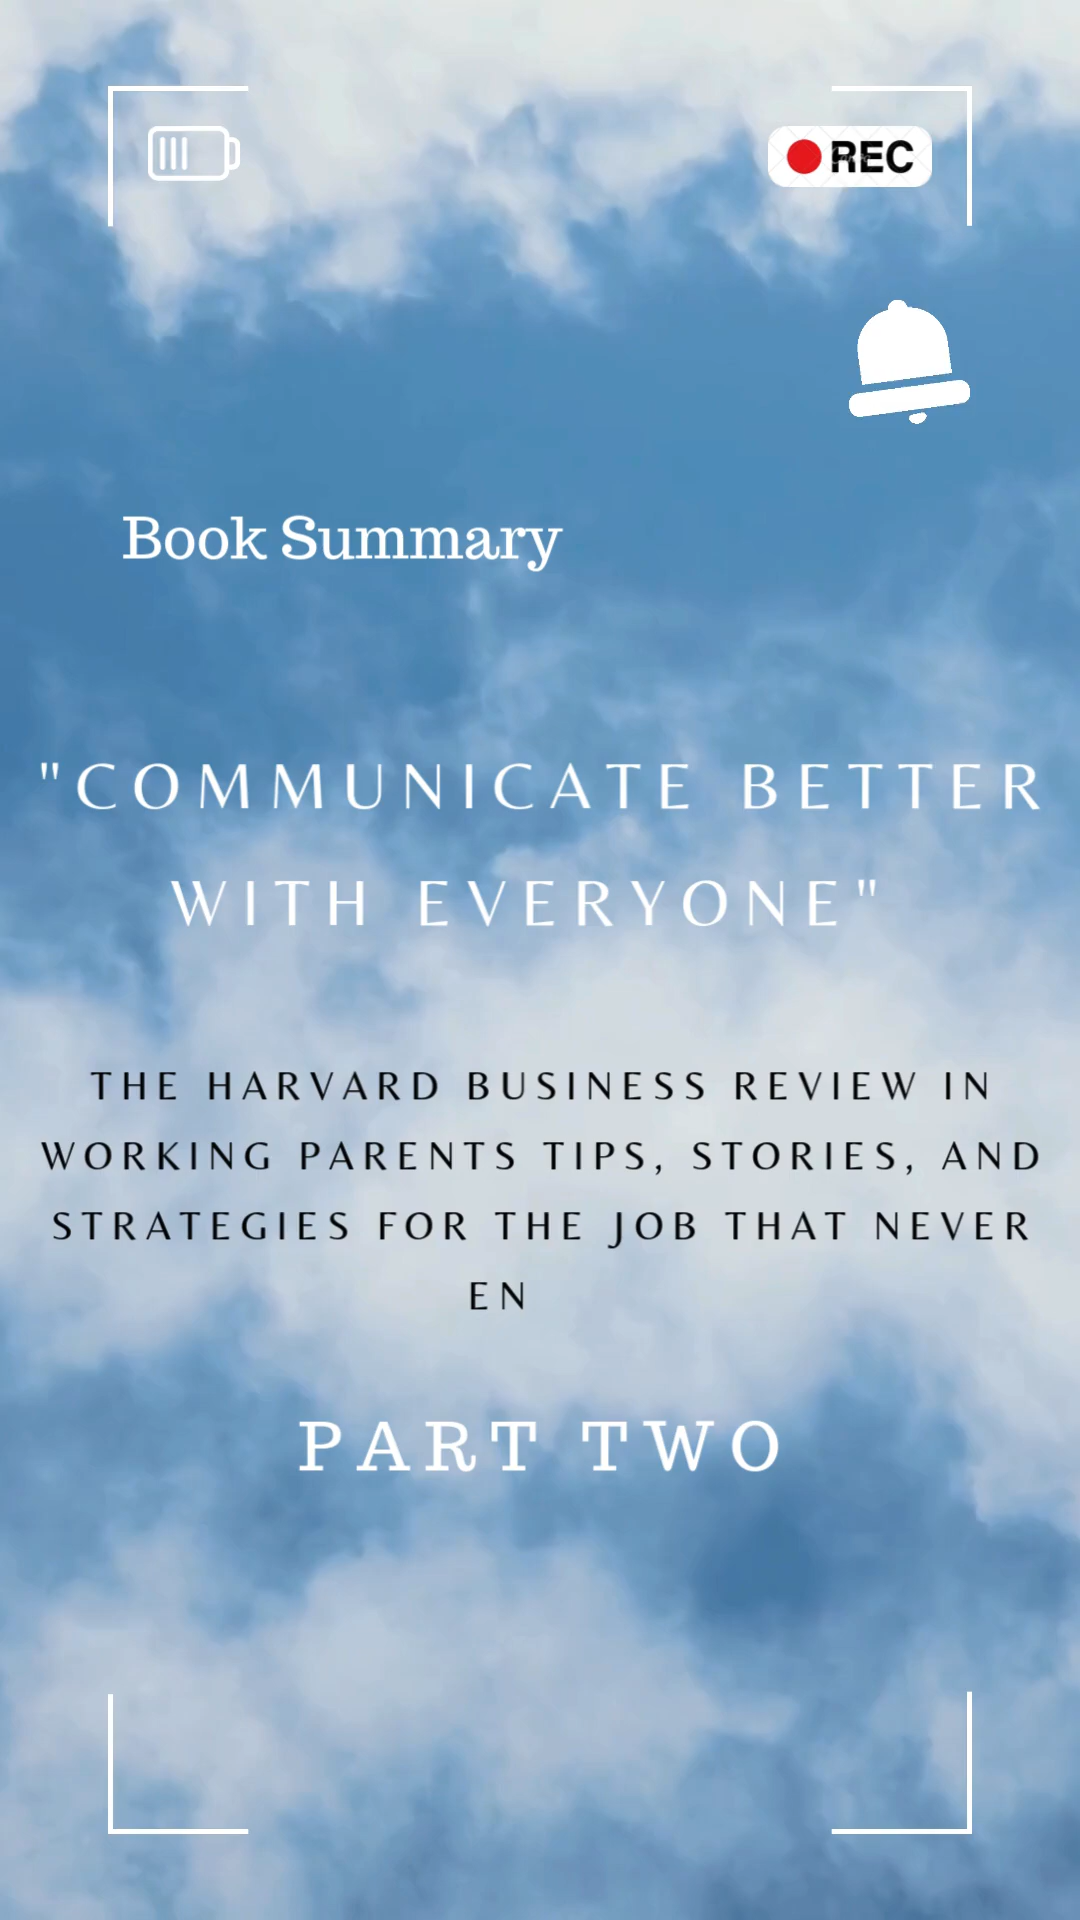 REC
Book Summary
"COMMUNICATE BETTER
WITH EVERYONE"
THE HARVARD BUSINESS REVIEW IN
WORKING PARENTS TIPS, STORIES, AND
STRATEGIES FOR THE JOB THAT NEVER
EN
PART TWO